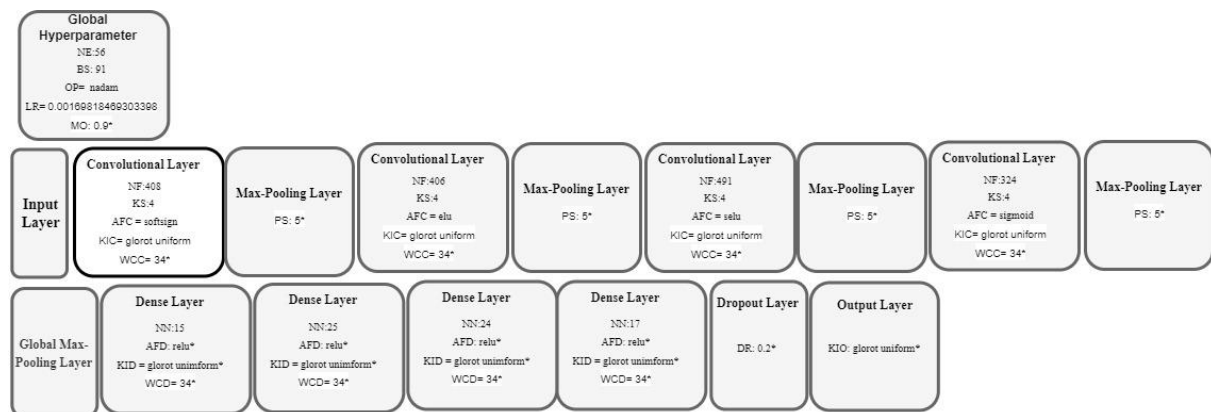 Global
Hyperparameter
NE:56
BS: 91
OP= nadam
LR= 0.00169818469303398
MO: 0.9*
Input
Layer
Convolutional Layer
NF:408
KS:4
AFC = softsign
KIC= glorot uniform
WCC= 34*
Max-Pooling Layer
PS: 5*
Convolutional Layer
NF:406
KS:4
AFC = elu
KIC= glorot uniform
WCC= 34*
Max-Pooling Layer
PS: 5*
Convolutional Layer
NF:491
KS:4
AFC = selu
KIC= glorot uniform
WCC= 34*
Max-Pooling Layer
PS: 5*
Convolutional Layer
NF:324
KS:4
AFC = sigmoid
KIC= glorot uniform
WCC= 34*
Max-Pooling Layer
PS: 5*
Global Max-
Pooling Layer
Dense Layer
NN:15
AFD: relu*
KID = glorot unimform*
WCD= 34*
Dense Layer
NN:25
AFD: relu*
KID = glorot unimform*
WCD= 34*
Dense Layer
NN:24
AFD: relu*
KID = glorot unimform*
WCD= 34*
Dense Layer
NN:17
AFD: relu*
KID = glorot unimform*
WCD= 34*
Dropout Layer
DR: 0.2*
Output Layer
KIO: glorot uniform*